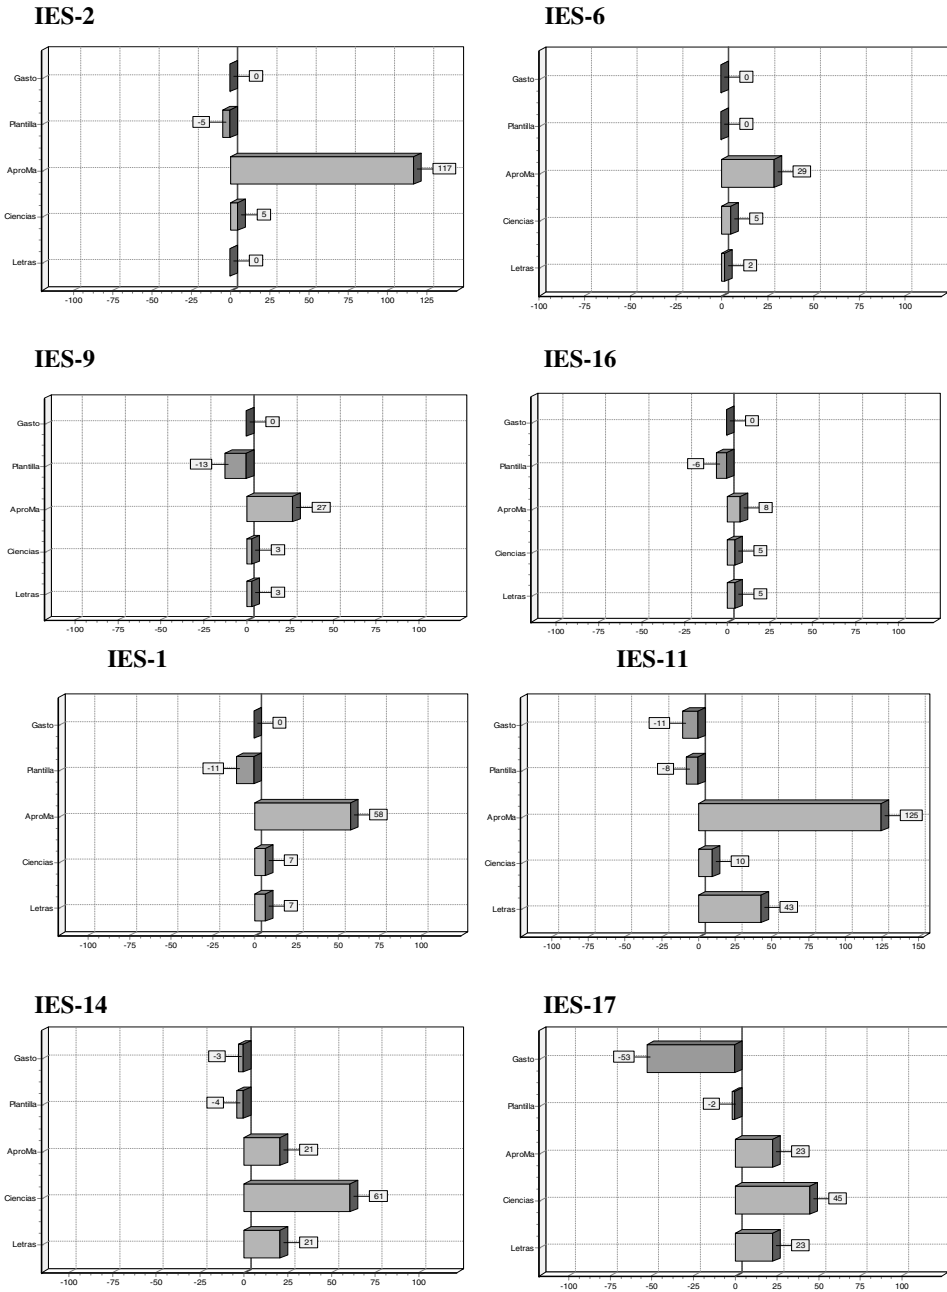 IES-2
Gasto 0
Plantilla -5
AproMa 117
Ciencias 5
Letras 0
-100 -75 -50 -25 0 25 50 75 100 125
IES-6
Gasto 0
Plantilla 0
AproMa 29
Ciencias 5
Letras 2
-100 -75 -50 -25 0 25 50 75 100
IES-9
Gasto 0
Plantilla -13
AproMa 27
Ciencias 3
Letras 3
-100 -75 -50 -25 0 25 50 75 100
IES-16
Gasto 0
Plantilla -6
AproMa 8
Ciencias 5
Letras 5
-100 -75 -50 -25 0 25 50 75 100
IES-1
Gasto 0
Plantilla -11
AproMa 58
Ciencias 7
Letras 7
-100 -75 -50 -25 0 25 50 75 100
IES-11
Gasto -11
Plantilla -8
AproMa 125
Ciencias 10
Letras 43
-100 -75 -50 -25 0 25 50 75 100 125 150
IES-14
Gasto -3
Plantilla -4
AproMa 21
Ciencias 61
Letras 21
-100 -75 -50 -25 0 25 50 75 100
IES-17
Gasto -53
Plantilla -2
AproMa 23
Ciencias 45
Letras 23
-100 -75 -50 -25 0 25 50 75 100